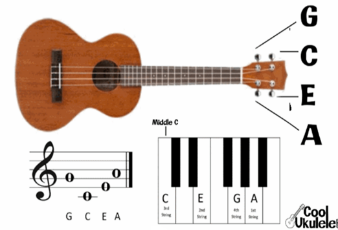 G
C
E
A
Middle C
G C E A
C E G A
3rd String 2nd String 4th String 1st String
Cool
Ukulele